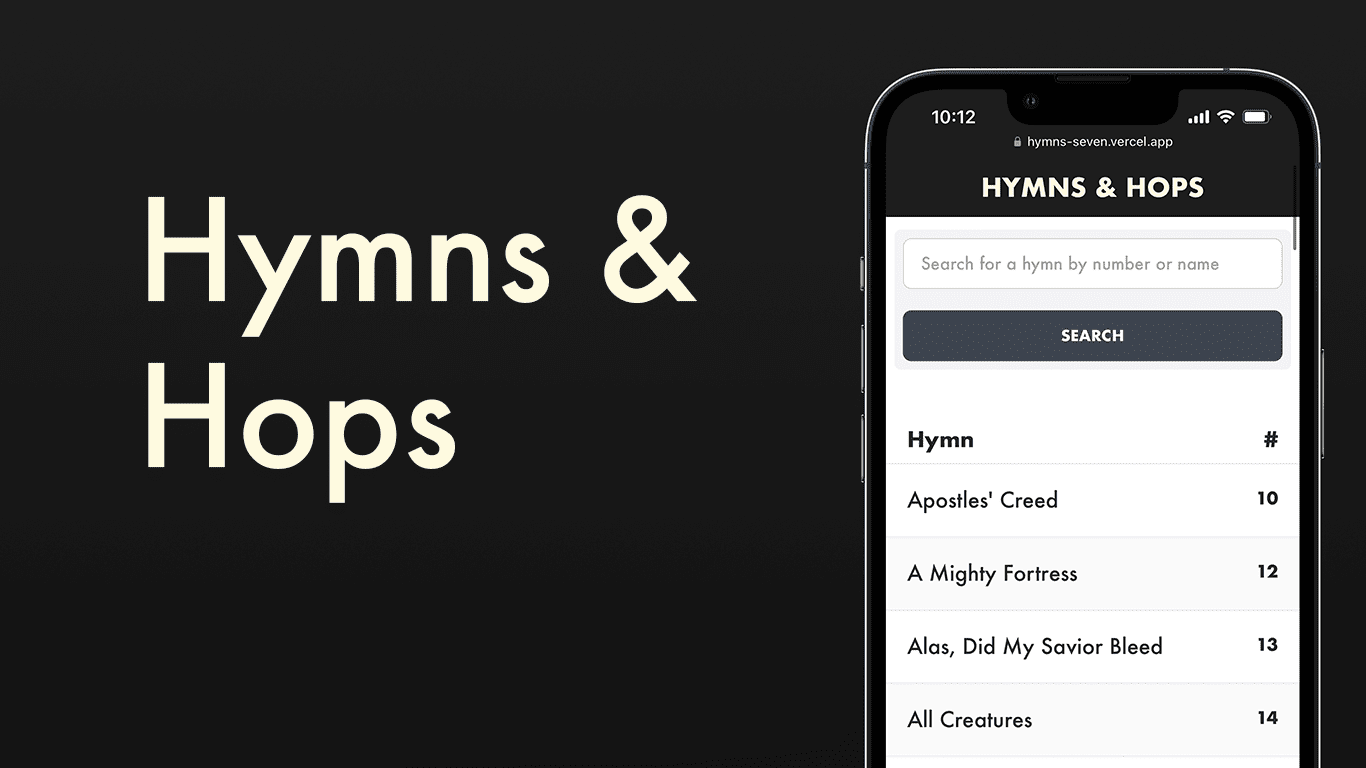 Hymns &
Hops
10:12
hymns-seven.vercel.app
HYMNS & HOPS
Search for a hymn by number or name
SEARCH
Hymn #
Apostles' Creed 10
A Mighty Fortress 12
Alas, Did My Savior Bleed 13
All Creatures 14